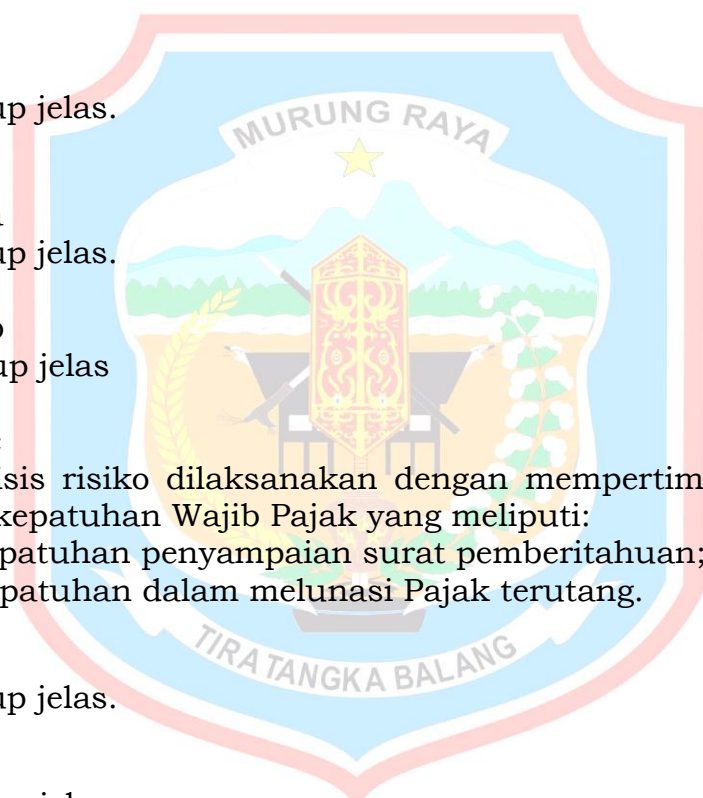 up jelas.
MURUNG RAYA
up jelas.
up jelas
isis risiko dilaksanakan dengan mempertim
kepatuhan Wajib Pajak yang meliputi:
patuhan penyampaian surat pemberitahuan;
patuhan dalam melunasi Pajak terutang.
TIRA TANGKA BALANG
up jelas.